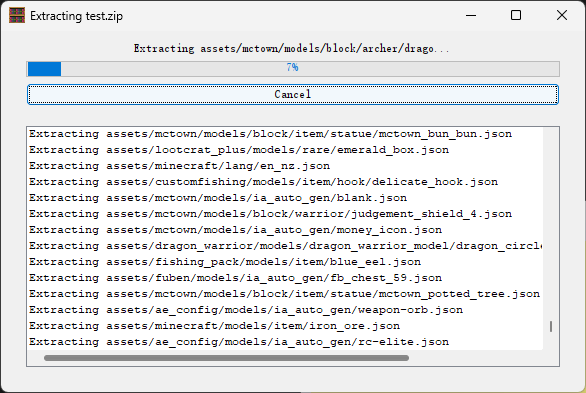 Extracting test.zip
Extracting assets/mctown/models/block/archer/drago...
7%
Cancel
Extracting assets/mctown/models/block/item/statue/mctown_bun_bun.json
Extracting assets/lootcrat_plus/models/rare/emerald_box.json
Extracting assets/minecraft/lang/en_nz.json
Extracting assets/customfishing/models/item/hook/delicate_hook.json
Extracting assets/mctown/models/ia_auto_gen/blank.json
Extracting assets/mctown/models/block/warrior/judgement_shield_4.json
Extracting assets/mctown/models/ia_auto_gen/money_icon.json
Extracting assets/dragon_warrior/models/dragon_warrior_model/dragon_circle
Extracting assets/fishing_pack/models/item/blue_eel.json
Extracting assets/fuben/models/ia_auto_gen/fb_chest_59.json
Extracting assets/mctown/models/block/item/statue/mctown_potted_tree.json
Extracting assets/ae_config/models/ia_auto_gen/weapon-orb.json
Extracting assets/minecraft/models/item/iron_ore.json
Extracting assets/ae_config/models/ia_auto_gen/rc-elite.json